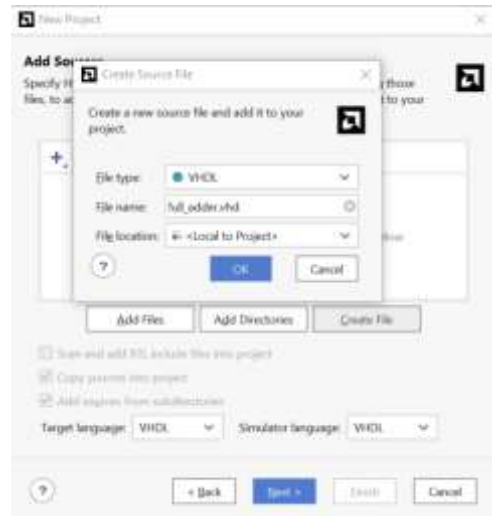 New Project
Add Sou
Specify H
those
files, to ac
t to your
Create Source File
Create a new source file and add it to your
project.
File type: VHDL
File name: full_adder.vhd
File location: <Local to Project>
?
OK Cancel
Add Files Add Directories Create File
Scan and add RTL include files into project
Copy sources into project
Add sources from subdirectories
Target language: VHDL Simulator language: VHDL
? < Back Next > Finish Cancel